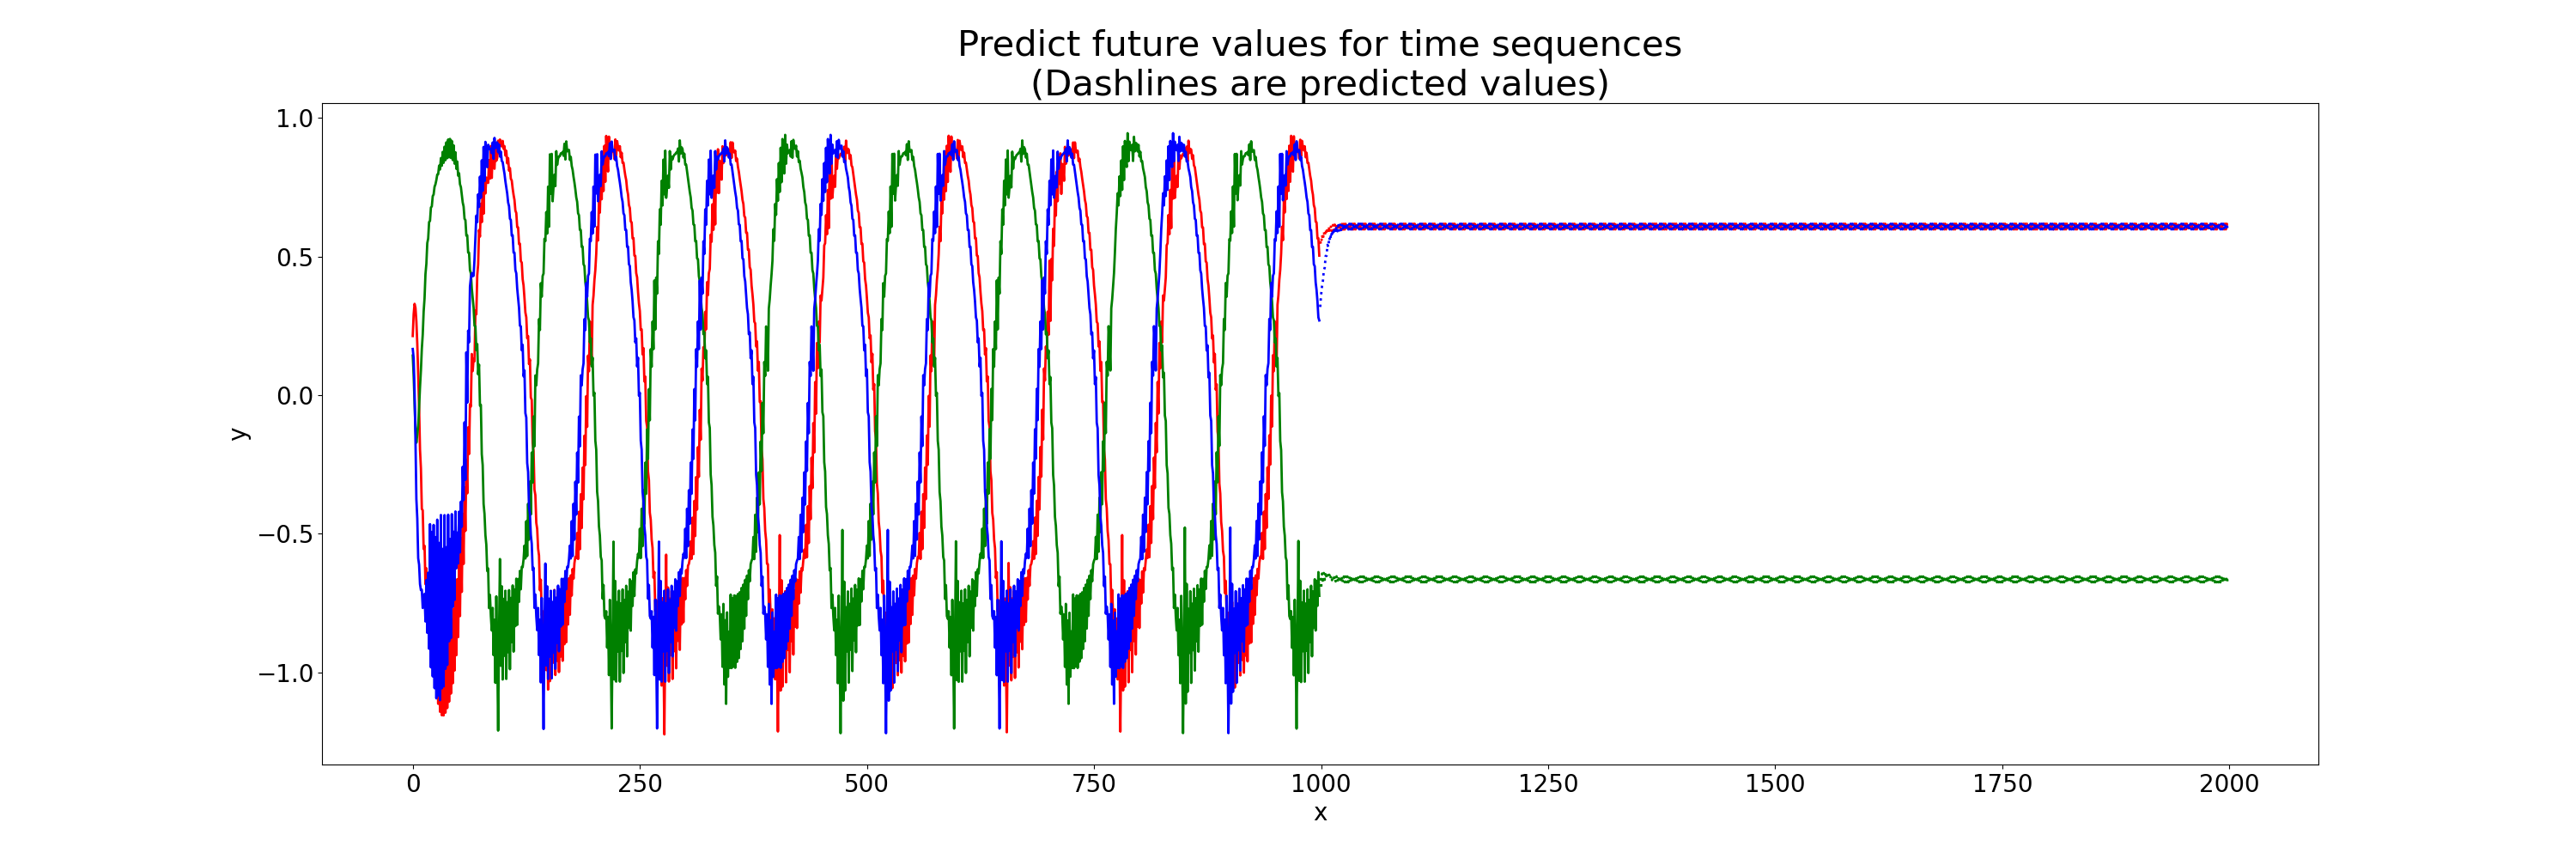 Predict future values for time sequences
(Dashlines are predicted values)
1.0
0.5
0.0
−0.5
−1.0
y
0 250 500 750 1000 1250 1500 1750 2000
x